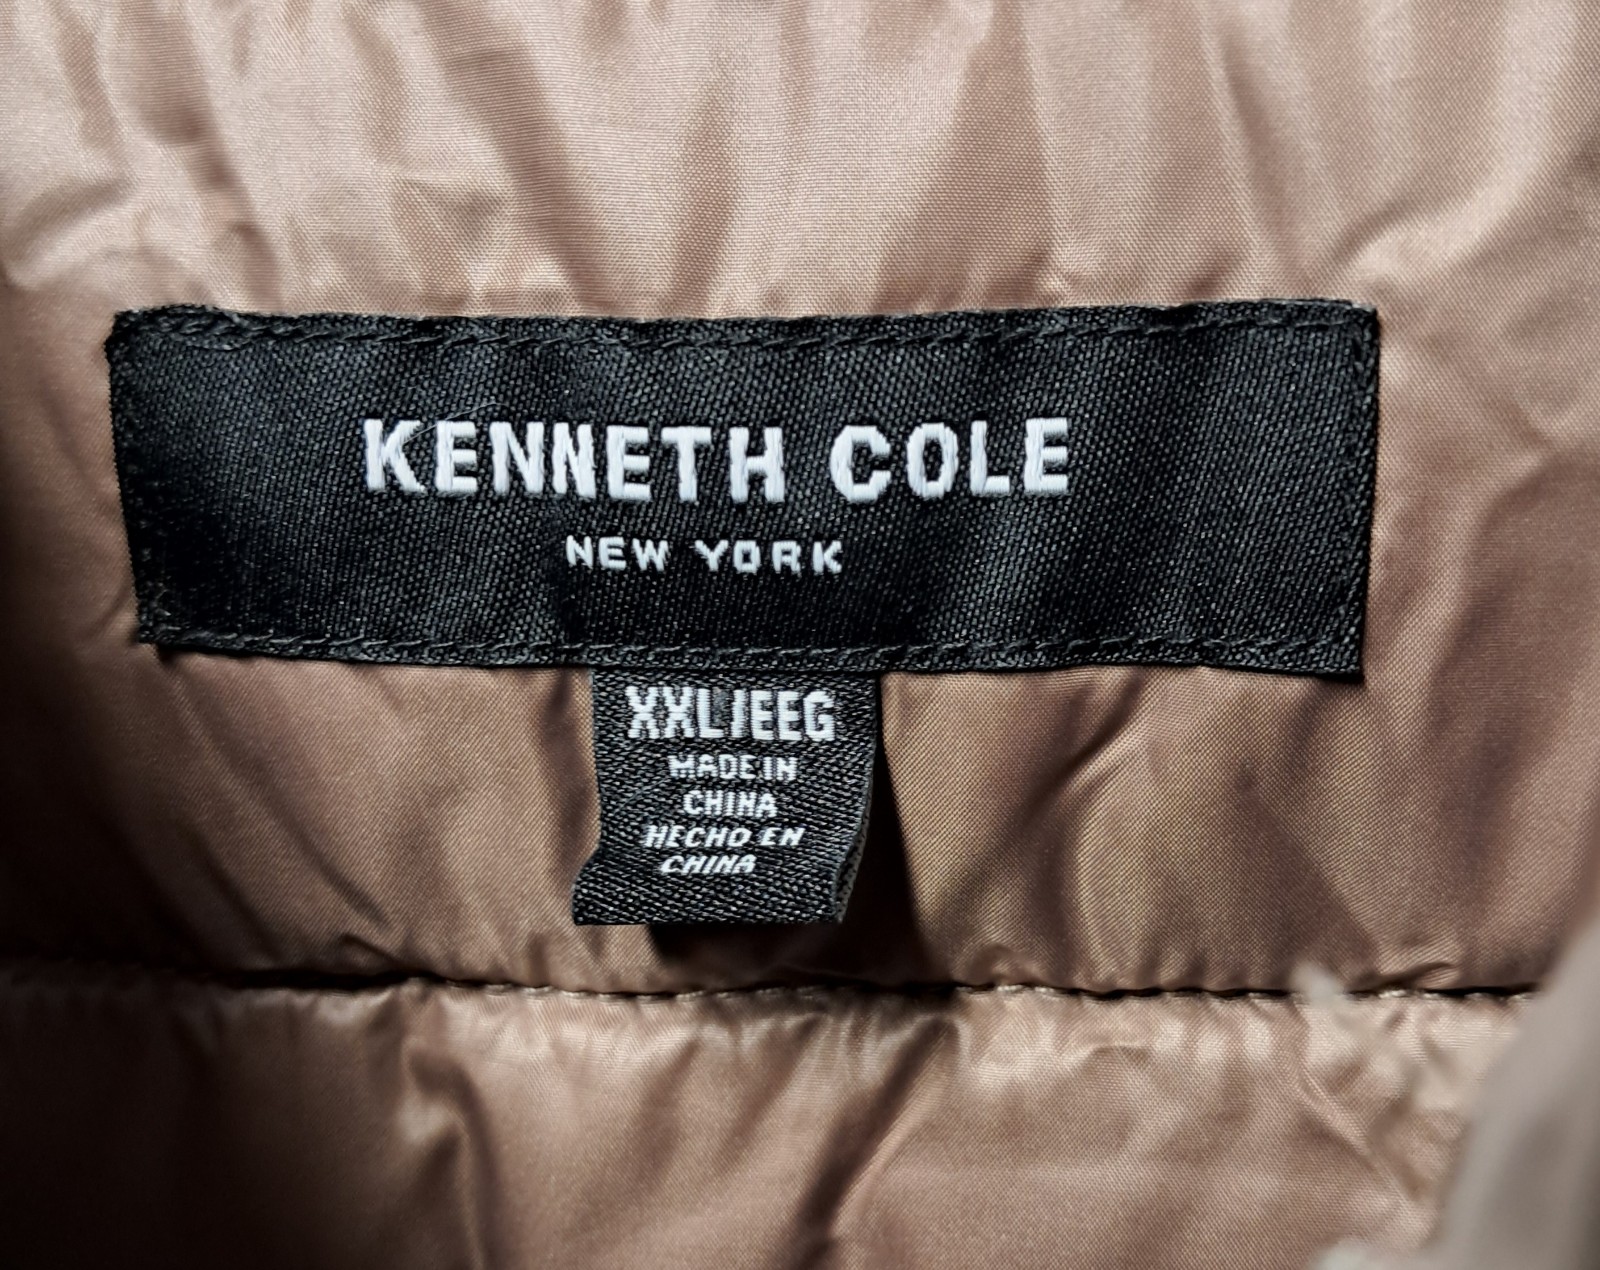 KENNETH COLE
NEW YORK
XXL|EEG
MADE IN
CHINA
HECHO EN
CHINA